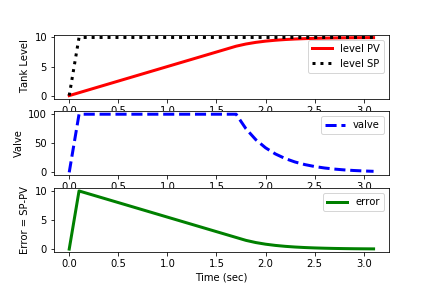 10
5
0
Tank Level
level PV
level SP
0.0 0.5 1.0 1.5 2.0 2.5 3.0
100
50
0
Valve
valve
0.0 0.5 1.0 1.5 2.0 2.5 3.0
10
5
0
Error = SP-PV
error
0.0 0.5 1.0 1.5 2.0 2.5 3.0
Time (sec)